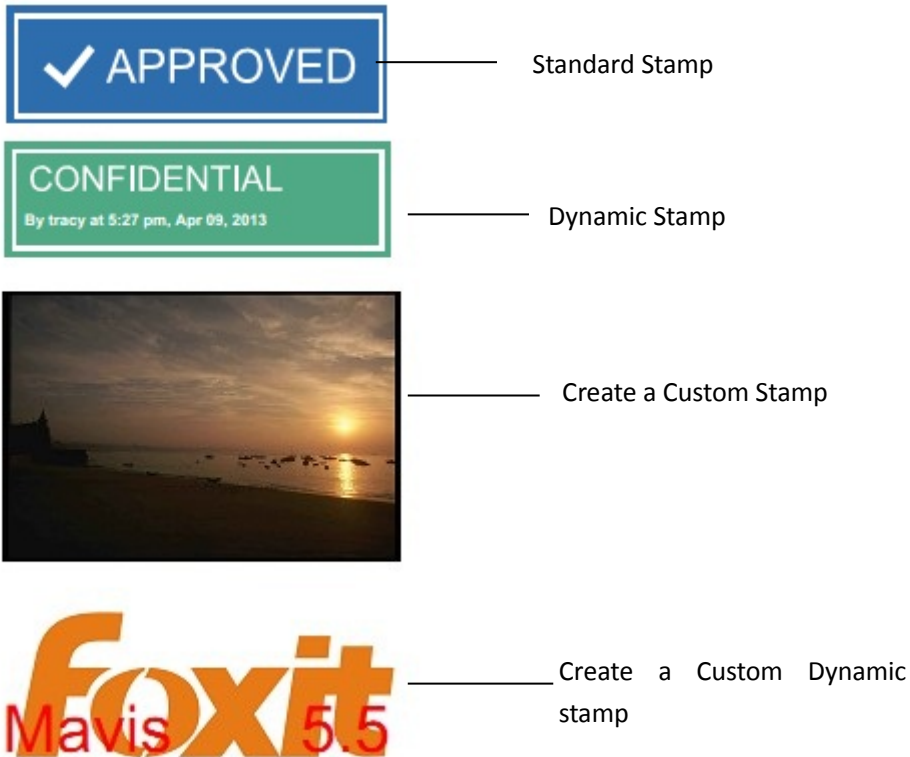 APPROVED
Standard Stamp
CONFIDENTIAL
By tracy at 5:27 pm, Apr 09, 2013
Dynamic Stamp
Create a Custom Stamp
foxit
Mavis 5.5
Create a Custom Dynamic
stamp